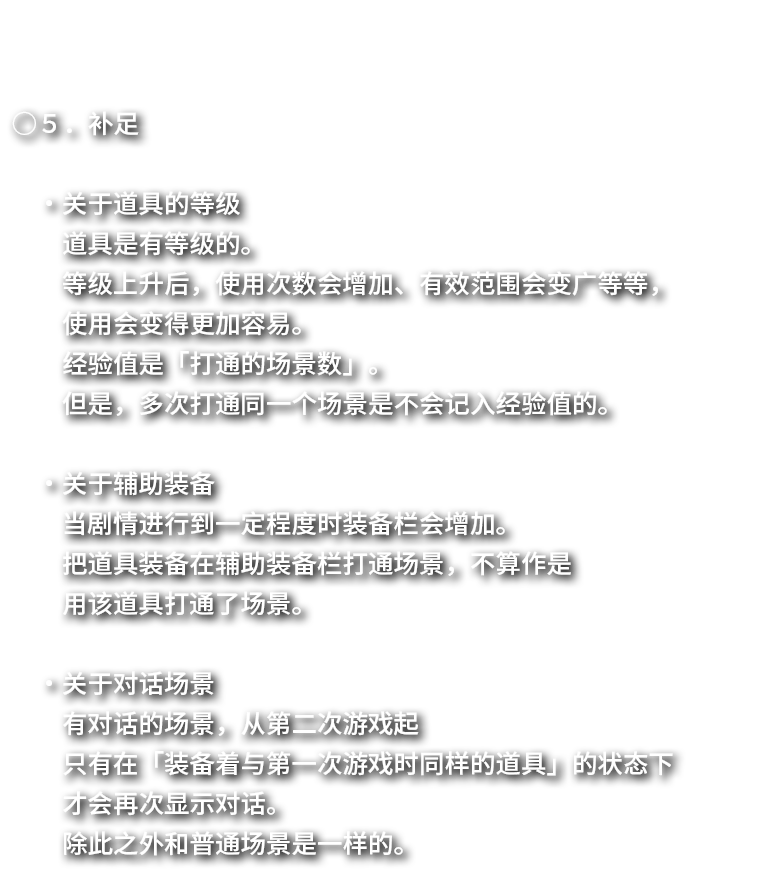 ○５．补足
・关于道具的等级
道具是有等级的。
等级上升后，使用次数会增加、有效范围会变广等等，
使用会变得更加容易。
经验值是「打通的场景数」。
但是，多次打通同一个场景是不会记入经验值的。
・关于辅助装备
当剧情进行到一定程度时装备栏会增加。
把道具装备在辅助装备栏打通场景，不算作是
用该道具打通了场景。
・关于对话场景
有对话的场景，从第二次游戏起
只有在「装备着与第一次游戏时同样的道具」的状态下
才会再次显示对话。
除此之外和普通场景是一样的。